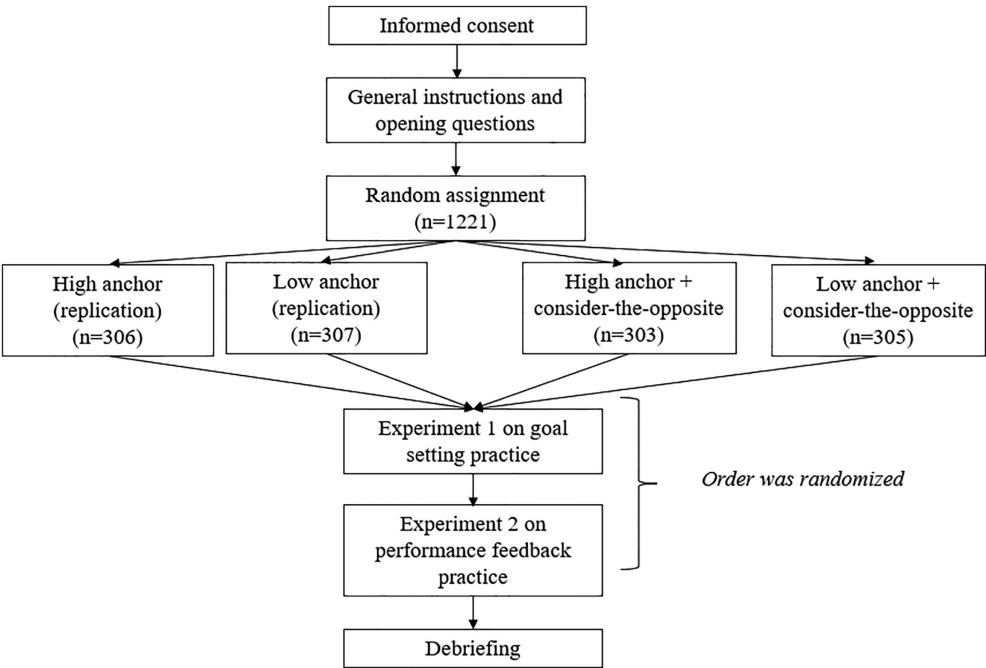 Informed consent
General instructions and
opening questions
Random assignment
(n=1221)
High anchor
(replication)
(n=306)
Low anchor
(replication)
(n=307)
High anchor +
consider-the-opposite
(n=303)
Low anchor +
consider-the-opposite
(n=305)
Experiment 1 on goal
setting practice
Order was randomized
Experiment 2 on
performance feedback
practice
Debriefing